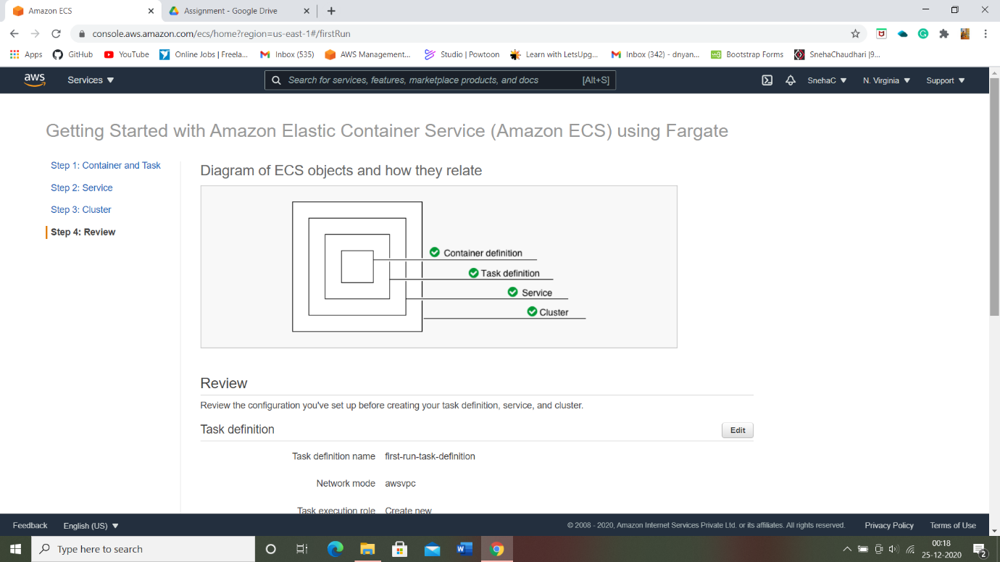 Amazon ECS
Assignment - Google Drive
console.aws.amazon.com/ecs/home?region=us-east-1#/firstRun
Apps GitHub YouTube Online Jobs | Freela... Inbox (535) AWS Management... Studio | Powtoon Learn with LetsUpg... Inbox (342) - dnyan... Bootstrap Forms SnehaChaudhari |9...
aws Services Search for services, features, marketplace products, and docs [Alt+S] SnehaC N. Virginia Support
Getting Started with Amazon Elastic Container Service (Amazon ECS) using Fargate
Step 1: Container and Task
Step 2: Service
Step 3: Cluster
Step 4: Review
Diagram of ECS objects and how they relate
Container definition
Task definition
Service
Cluster
Review
Review the configuration you've set up before creating your task definition, service, and cluster.
Task definition Edit
Task definition name first-run-task-definition
Network mode awsvpc
Task execution role Create new
Feedback English (US) © 2008 - 2020, Amazon Internet Services Private Ltd. or its affiliates. All rights reserved. Privacy Policy Terms of Use
Type here to search
00:18
25-12-2020
2